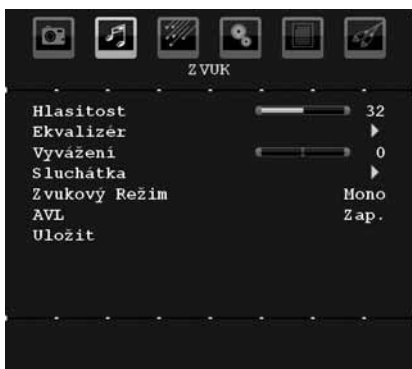 ZVUK
Hlasitost 32
Ekvalizér
Vyvážení 0
Sluchátka
Zvukový Režim Mono
AVL Zap.
Uložit